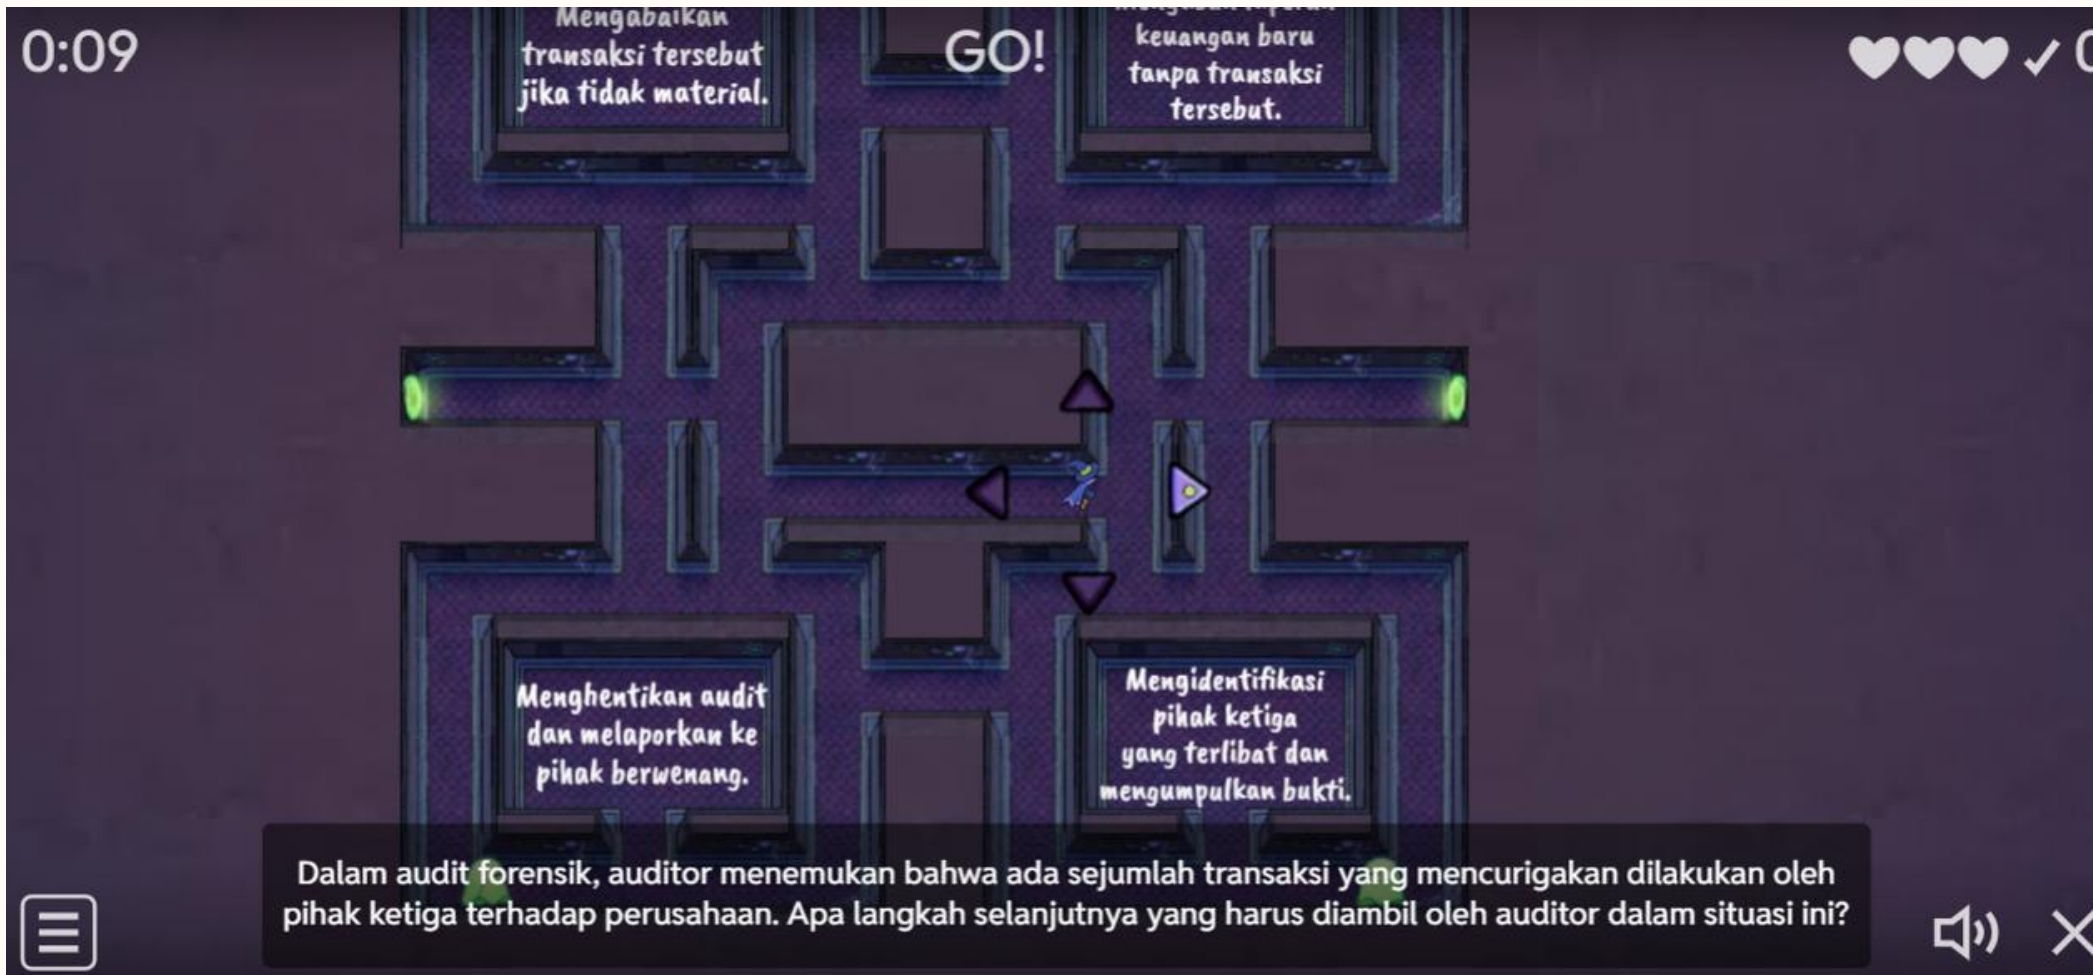 0:09
GO!
Mengabaikan
transaksi tersebut
jika tidak material.
keuangan baru
tanpa transaksi
tersebut.
Menghentikan audit
dan melaporkan ke
pihak berwenang.
Mengidentifikasi
pihak ketiga
yang terlibat dan
mengumpulkan bukti.
Dalam audit forensik, auditor menemukan bahwa ada sejumlah transaksi yang mencurigakan dilakukan oleh
pihak ketiga terhadap perusahaan. Apa langkah selanjutnya yang harus diambil oleh auditor dalam situasi ini?